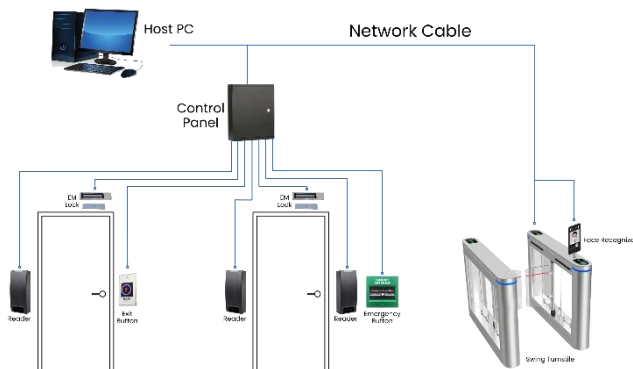 Host PC
Network Cable
Control
Panel
EM
Lock
EM
Lock
Face Recognize
Reader
Exit
Button
Reader
Reader
Emergency
Button
Swing Turnstile